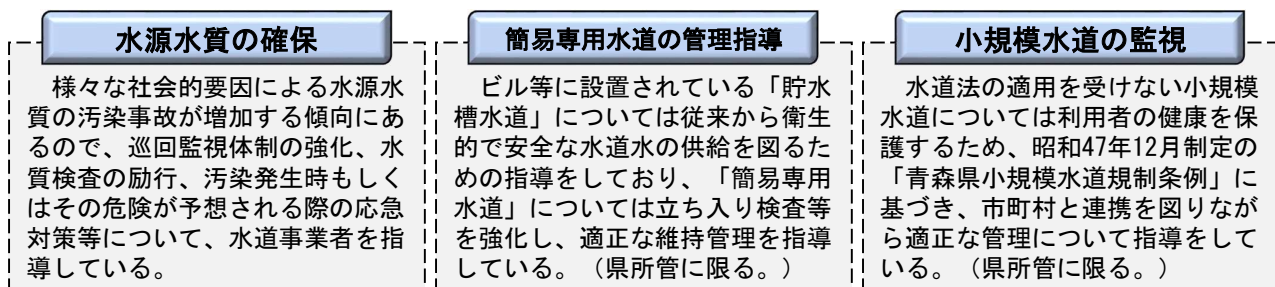 水源水質の確保
様々な社会的要因による水源水
質の汚染事故が増加する傾向にあ
るので、巡回監視体制の強化、水
質検査の励行、汚染発生時もしく
はその危険が予想される際の応急
対策等について、水道事業者を指
導している。
簡易専用水道の管理指導
ビル等に設置されている「貯水
槽水道」については従来から衛生
的で安全な水道水の供給を図るた
めの指導をしており、「簡易専用
水道」については立ち入り検査等
を強化し、適正な維持管理を指導
している。（県所管に限る。）
小規模水道の監視
水道法の適用を受けない小規模
水道については利用者の健康を保
護するため、昭和47年12月制定の
「青森県小規模水道規制条例」に
基づき、市町村と連携を図りなが
ら適正な管理について指導をして
いる。（県所管に限る。）